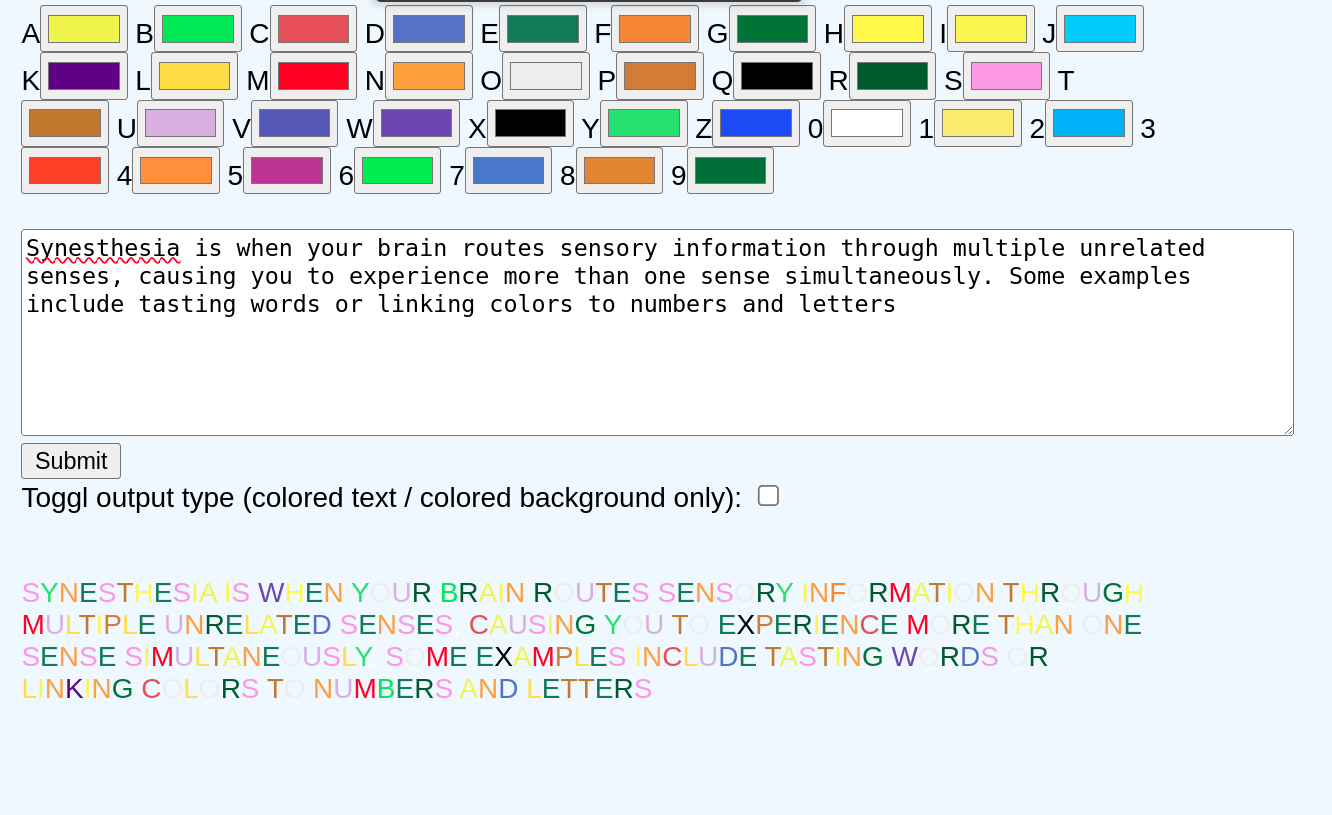 A B C D E F G H I J
K L M N O P Q R S T
U V W X Y Z 0 1 2 3
4 5 6 7 8 9
Synesthesia is when your brain routes sensory information through multiple unrelated
senses, causing you to experience more than one sense simultaneously. Some examples
include tasting words or linking colors to numbers and letters
Submit
Toggl output type (colored text / colored background only):
SYNESTHESIA IS WHEN YOUR BRAIN ROUTES SENSORY INFORMATION THROUGH
MULTIPLE UNRELATED SENSES CAUSING YOU TO EXPERIENCE MORE THAN ONE
SENSE SIMULTANEOUSLY SOME EXAMPLES INCLUDE TASTING WORDS OR
LINKING COLORS TO NUMBERS AND LETTERS